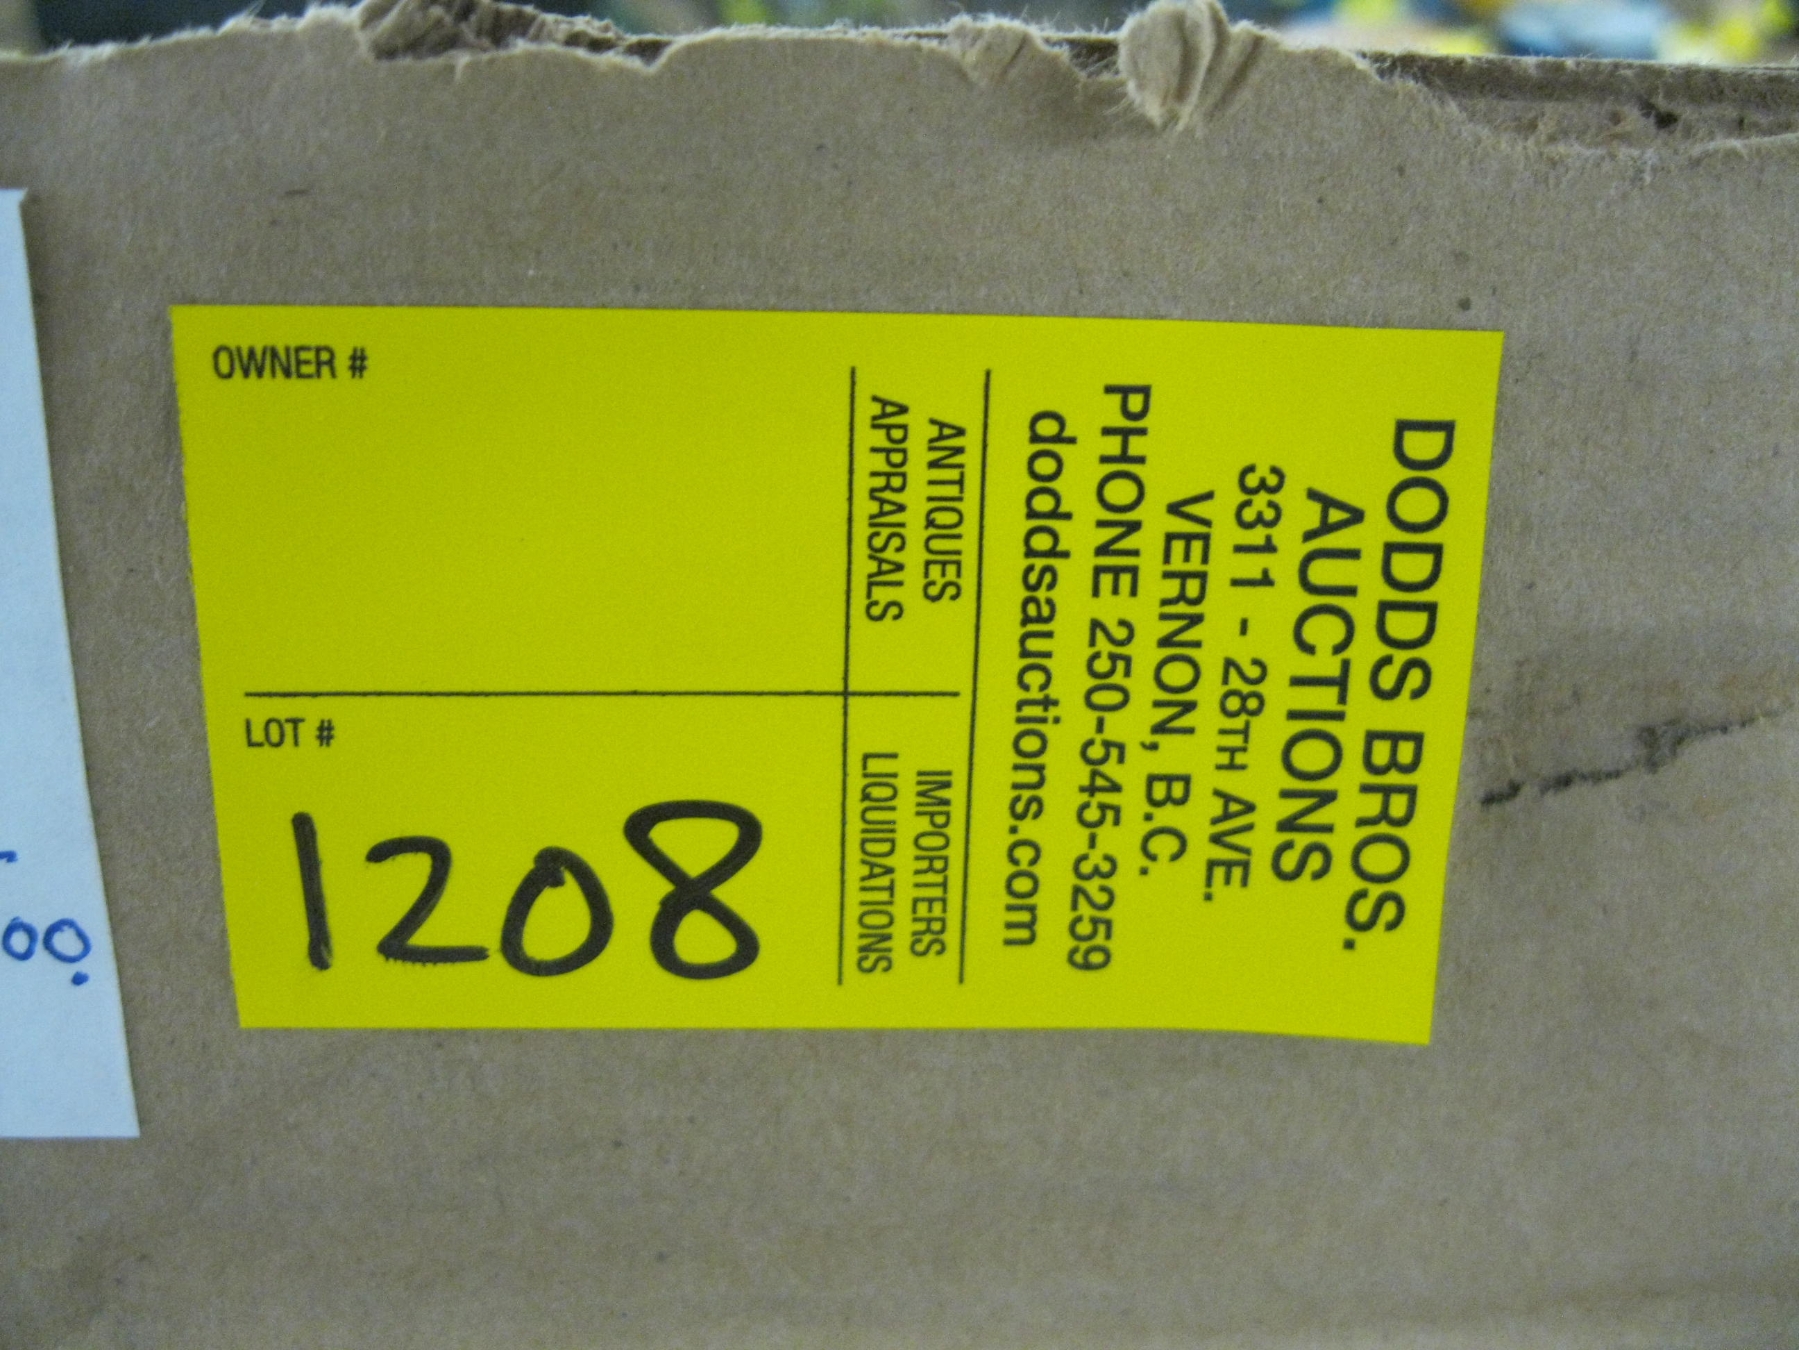 DODDS BROS.
AUCTIONS
3311 - 28TH AVE.
VERNON, B.C.
PHONE 250-545-3259
doddsauctions.com
ANTIQUES
APPRAISALS
IMPORTERS
LIQUIDATIONS
OWNER #
LOT #
1208
00.